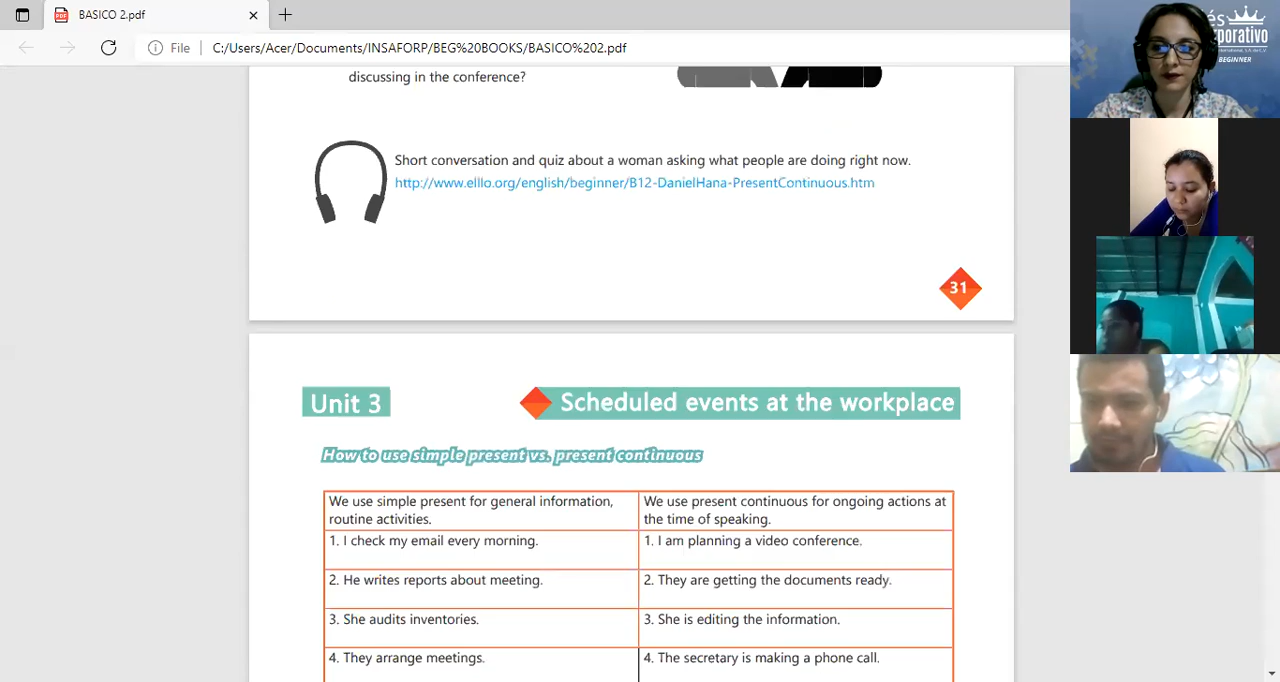 BASICO 2.pdf
File
C:/Users/Acer/Documents/INSAFORP/BEG%20BOOKS/BASICO%202.pdf
discussing in the conference?
Short conversation and quiz about a woman asking what people are doing right now.
http://www.elllo.org/english/beginner/B12-DanielHana-PresentContinuous.htm
31
Unit 3
Scheduled events at the workplace
How to use simple present vs. present continuous
We use simple present for general information,
routine activities.
We use present continuous for ongoing actions at
the time of speaking.
1. I check my email every morning.
1. I am planning a video conference.
2. He writes reports about meeting.
2. They are getting the documents ready.
3. She audits inventories.
3. She is editing the information.
4. They arrange meetings.
4. The secretary is making a phone call.
BEGINNER